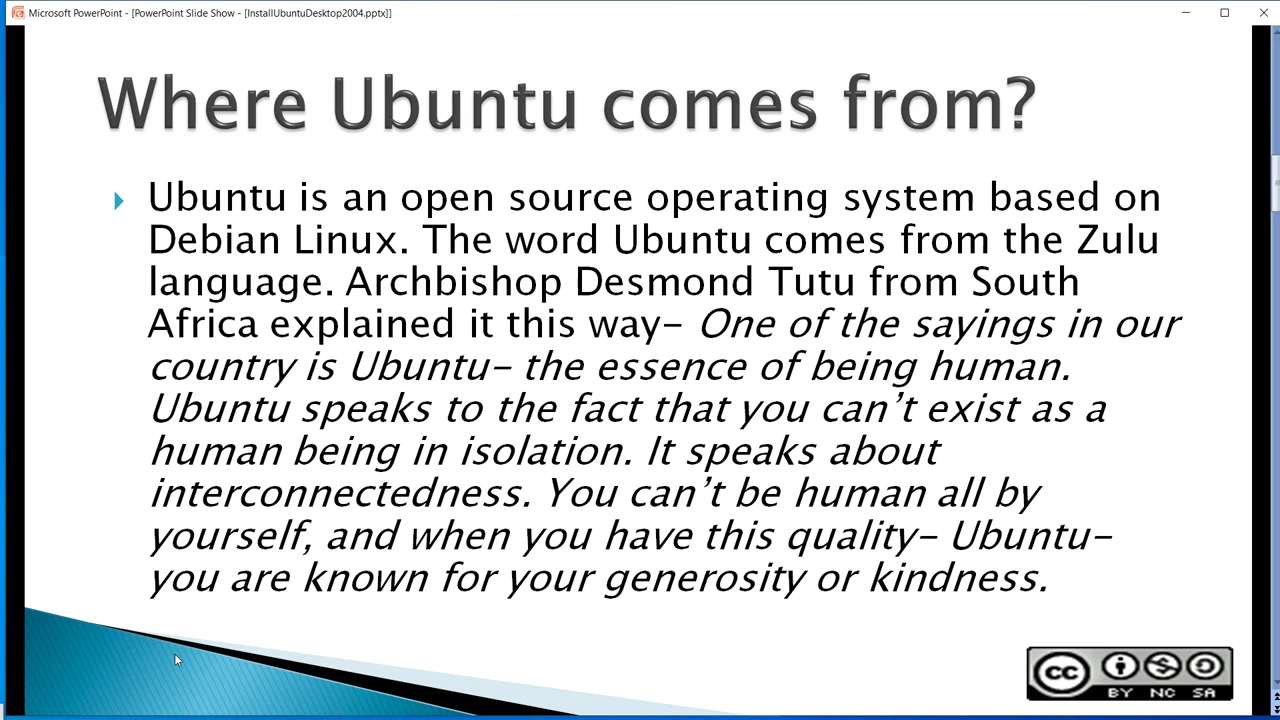 Microsoft PowerPoint - [PowerPoint Slide Show - [InstallUbuntuDesktop2004.pptx]]
Where Ubuntu comes from?
Ubuntu is an open source operating system based on
Debian Linux. The word Ubuntu comes from the Zulu
language. Archbishop Desmond Tutu from South
Africa explained it this way- One of the sayings in our
country is Ubuntu- the essence of being human.
Ubuntu speaks to the fact that you can't exist as a
human being in isolation. It speaks about
interconnectedness. You can't be human all by
yourself, and when you have this quality- Ubuntu-
you are known for your generosity or kindness.
cc
BY NC SA